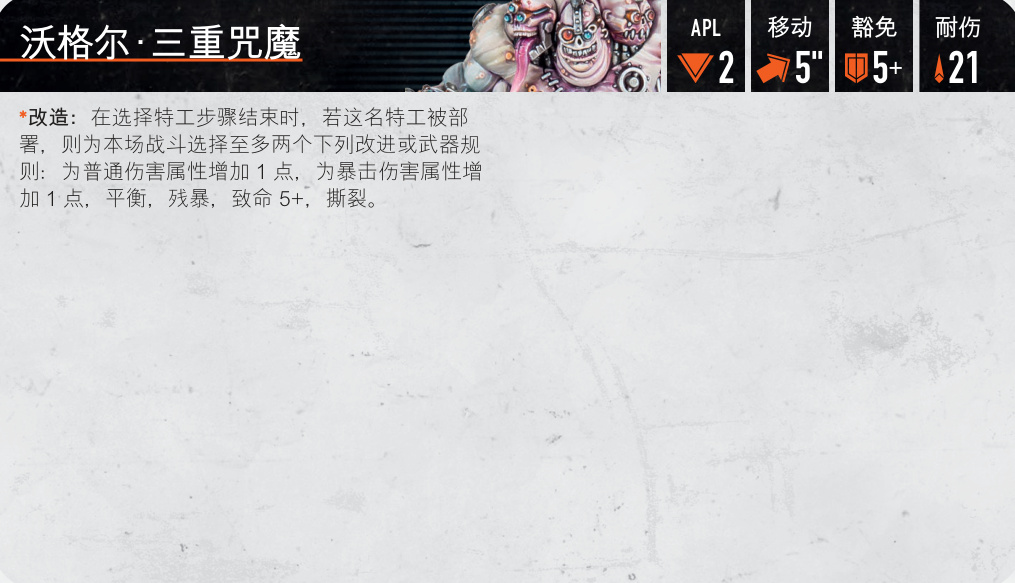 沃格尔·三重咒魔
APL
2
移动
5"
豁免
5+
耐伤
21
*改造：在选择特工步骤结束时，若这名特工被部
署，则为本场战斗选择至多两个下列改进或武器规
则：为普通伤害属性增加 1 点，为暴击伤害属性增
加 1 点，平衡，残暴，致命 5+，撕裂。